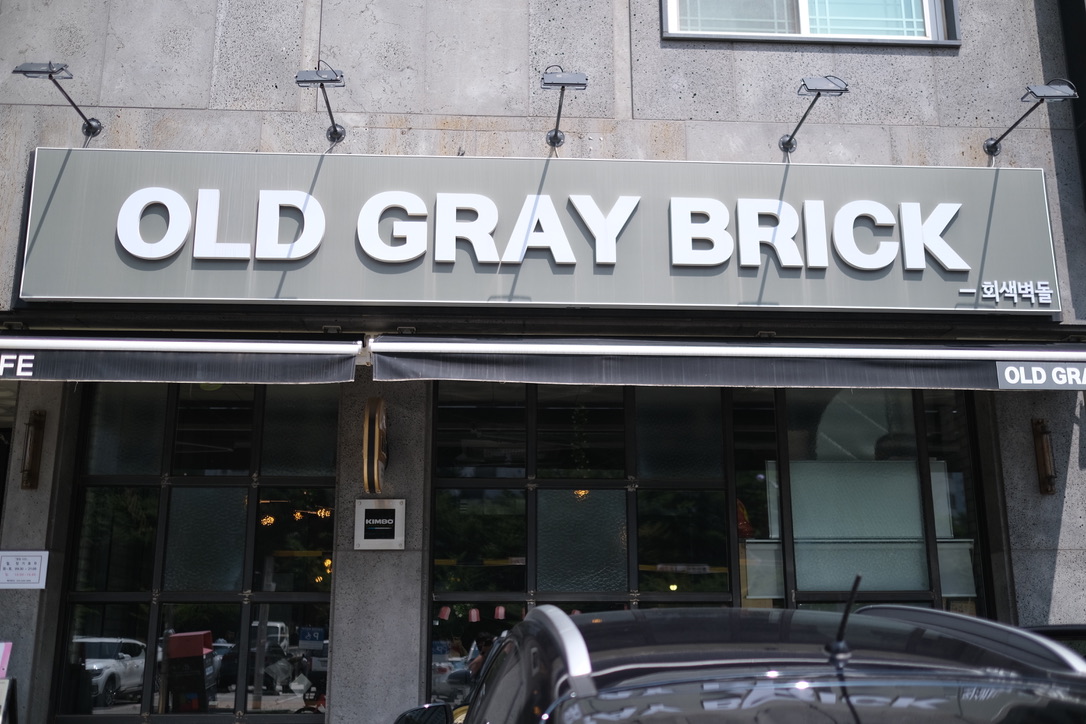 OLD GRAY BRICK
– 회색벽돌
FE
OLD GRA
KIMBO